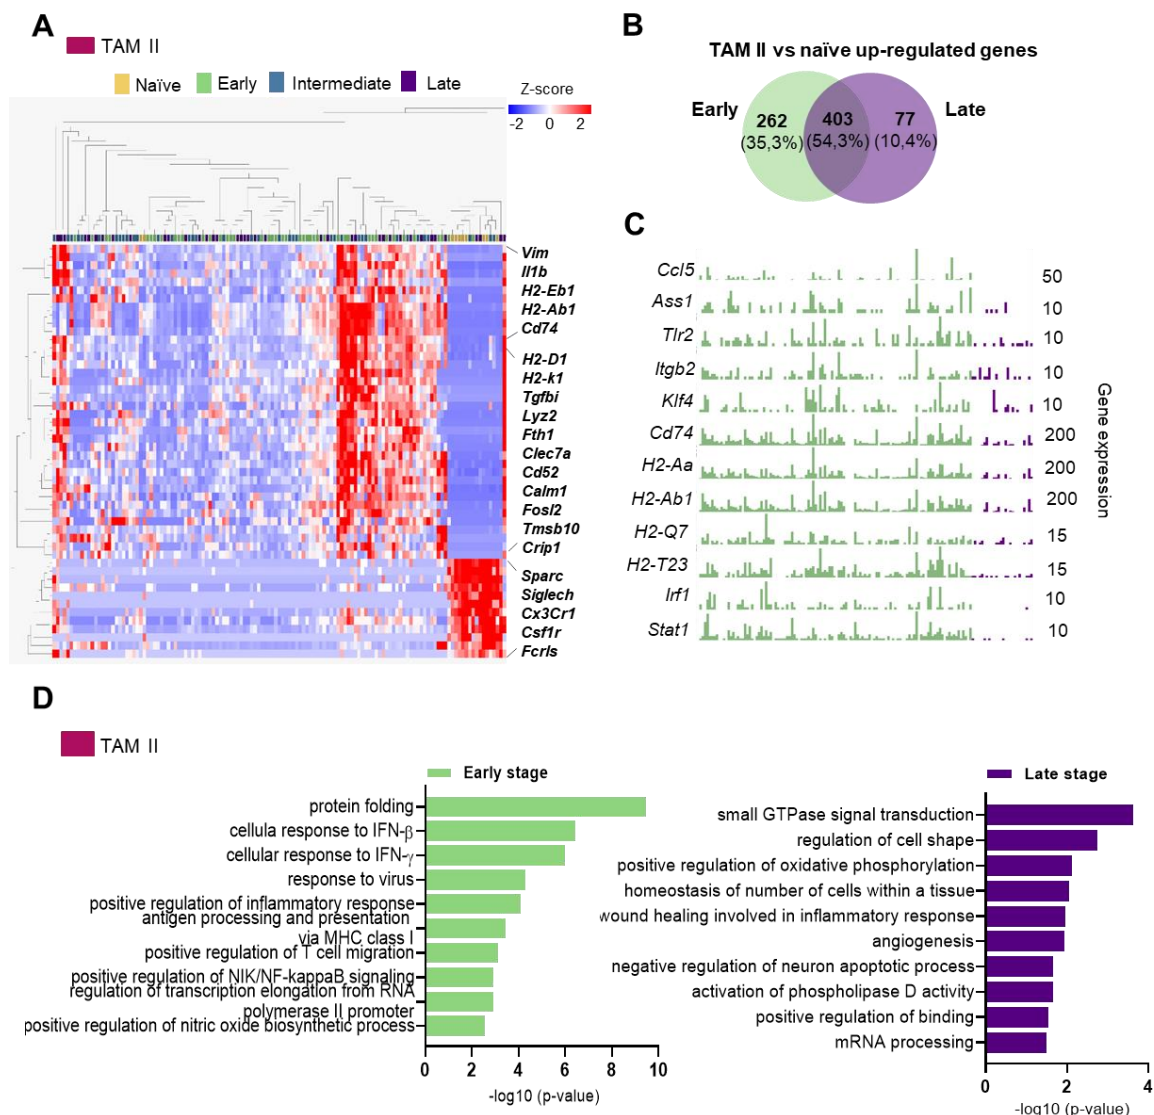 A
TAM II
Naïve Early Intermediate Late
Z-score
-2 0 2
Vim
Il1b
H2-Eb1
H2-Ab1
Cd74
H2-D1
H2-k1
Tgfbi
Lyz2
Fth1
Clec7a
Cd52
Calm1
Fosl2
Tmsb10
Crip1
Sparc
Siglech
Cx3Cr1
Csf1r
Fcrls
B
TAM II vs naïve up-regulated genes
Early
262
(35,3%)
403
(54,3%)
77
(10,4%)
Late
C
Ccl5 50
Ass1 10
Tlr2 10
Itgb2 10
Klf4 10
Cd74 200
H2-Aa 200
H2-Ab1 200
H2-Q7 15
H2-T23 15
Irf1 10
Stat1 10
Gene expression
D
TAM II
Early stage
protein folding
cellula response to IFN-β
cellular response to IFN-γ
response to virus
positive regulation of inflammatory response
antigen processing and presentation
via MHC class I
positive regulation of T cell migration
positive regulation of NIK/NF-kappaB signaling
regulation of transcription elongation from RNA
polymerase II promoter
positive regulation of nitric oxide biosynthetic process
0 2 4 6 8 10
-log10 (p-value)
Late stage
small GTPase signal transduction
regulation of cell shape
positive regulation of oxidative phosphorylation
homeostasis of number of cells within a tissue
wound healing involved in inflammatory response
angiogenesis
negative regulation of neuron apoptotic process
activation of phospholipase D activity
positive regulation of binding
mRNA processing
0 2 4
-log10 (p-value)